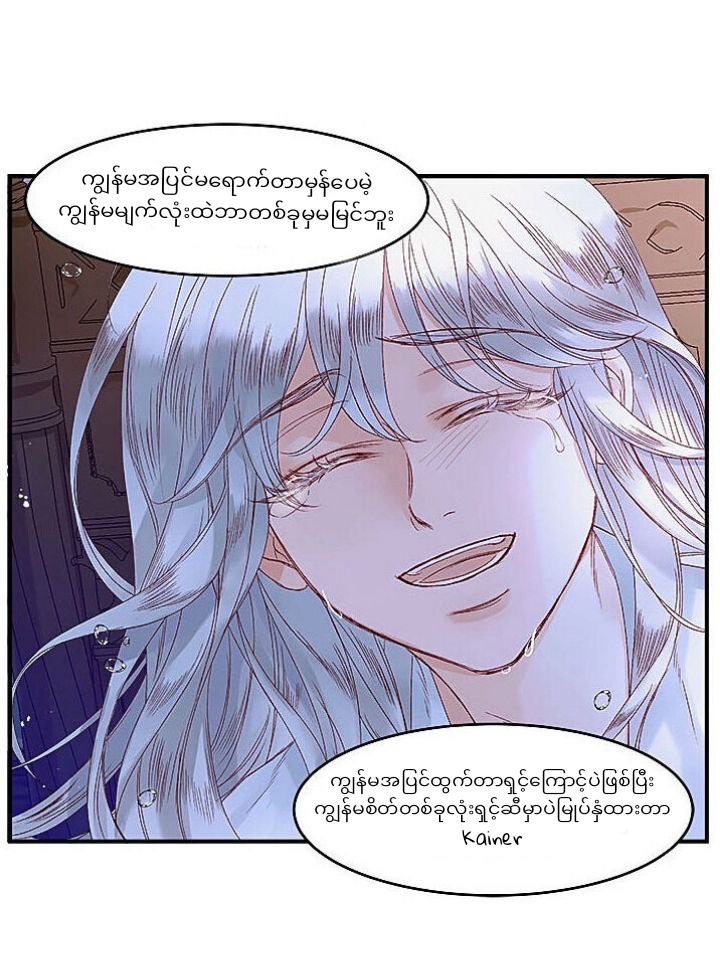 ကျွန်မအပြင်မရောက်တာမှန်ပေမဲ့
ကျွန်မမျက်လုံးထဲဘာတစ်ခုမှမမြင်ဘူး
ကျွန်မအပြင်ထွက်တာရှင့်ကြောင့်ပဲဖြစ်ပြီး
ကျွန်မစိတ်တစ်ခုလုံးရှင့်ဆီမှာပဲမြုပ်နှံထားတာ
Kainer